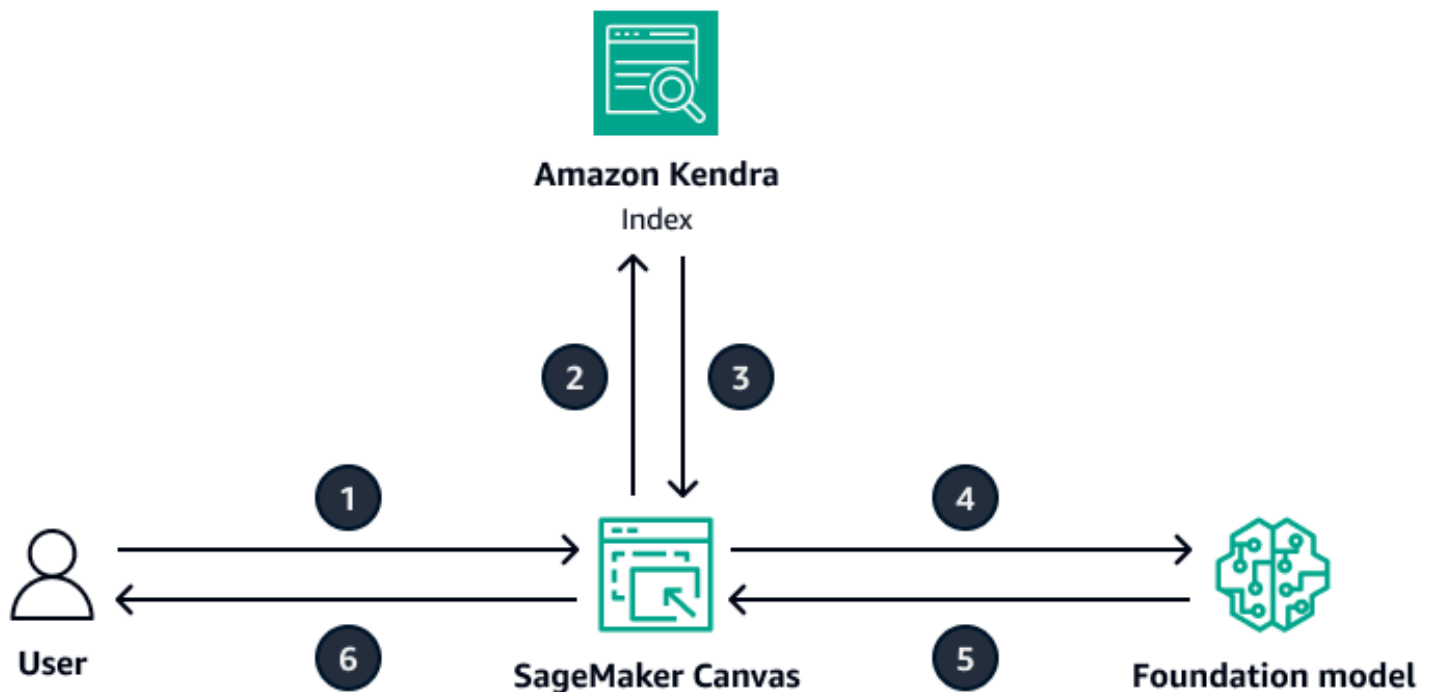 Amazon Kendra
Index
2
3
1
4
User
6
SageMaker Canvas
5
Foundation model